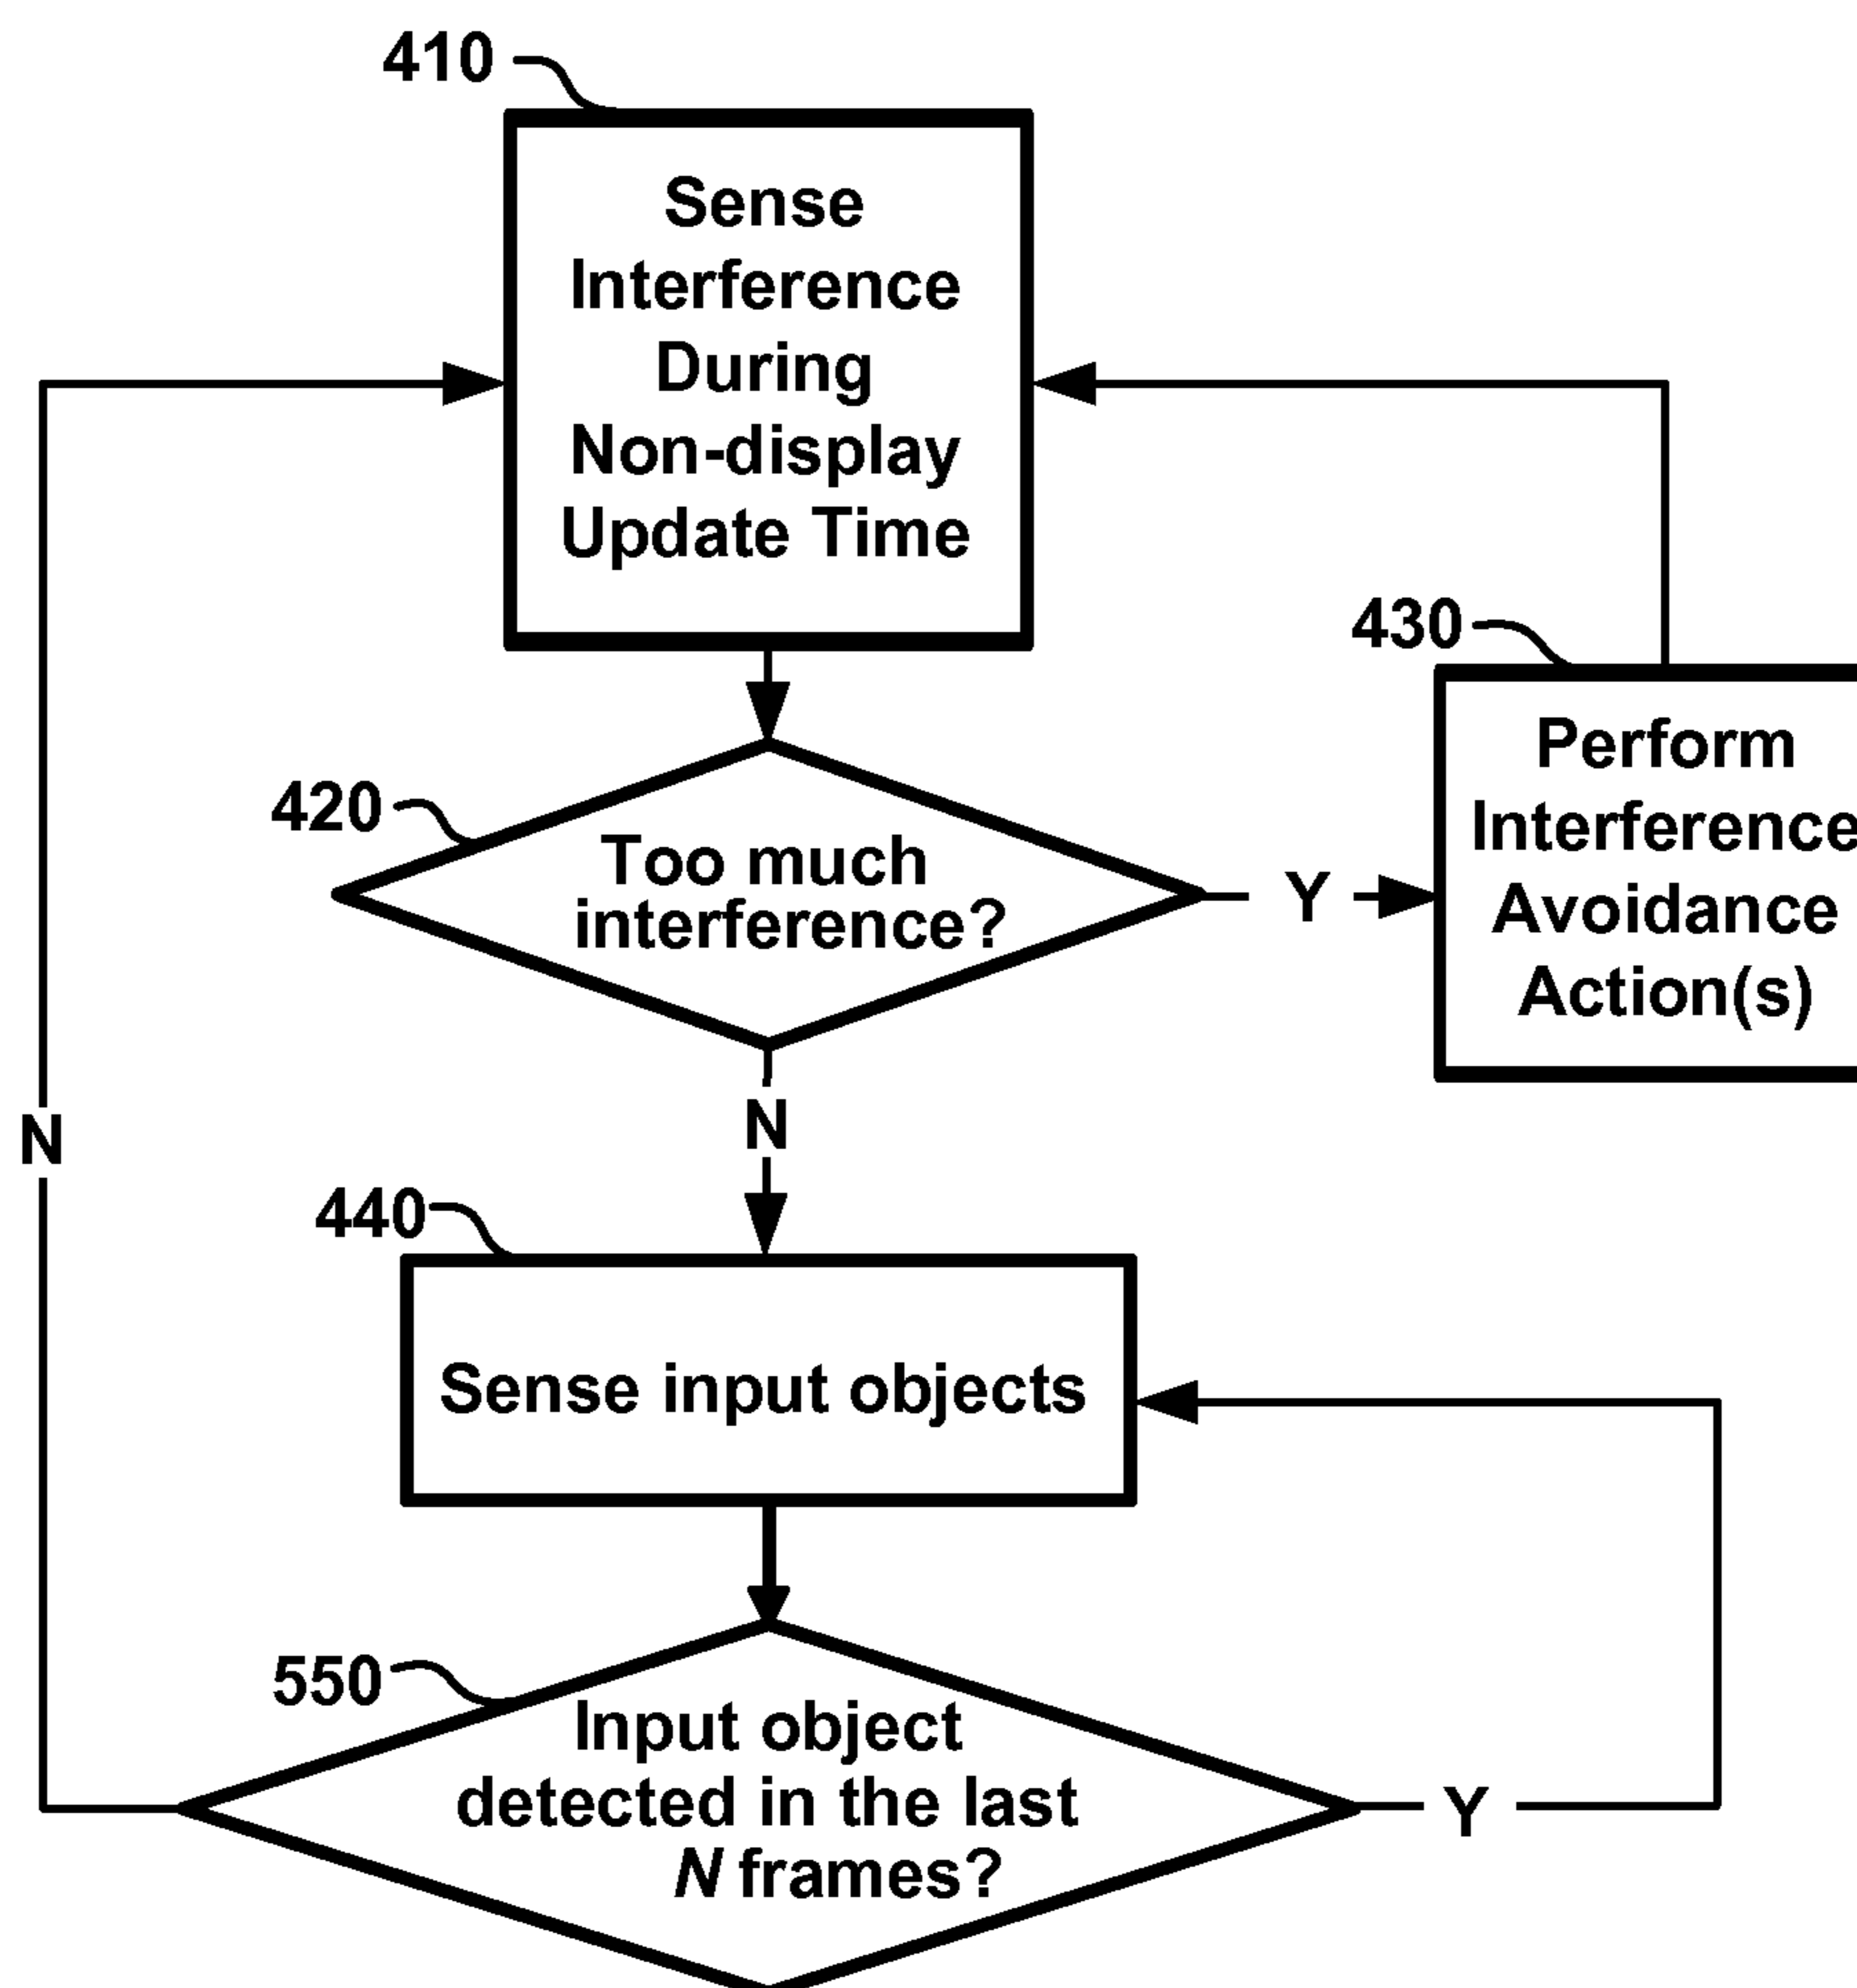 410
Sense
Interference
During
Non-display
Update Time
430
Perform
Interference
Avoidance
Action(s)
420
Too much
interference?
Y
N
N
440
Sense input objects
550
Input object
detected in the last
N frames?
Y